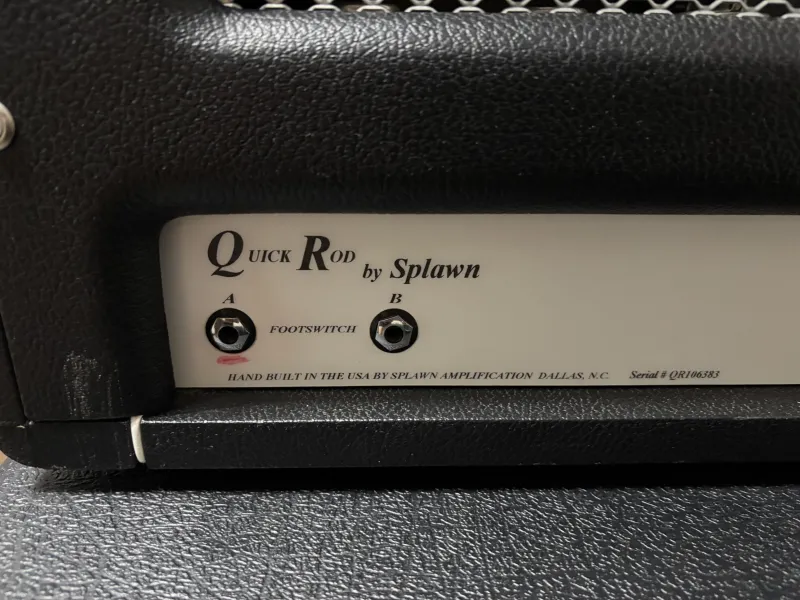 QUICK ROD by Splawn
A B
FOOTSWITCH
HAND BUILT IN THE USA BY SPLAWN AMPLIFICATION DALLAS, N.C. Serial # QR106383